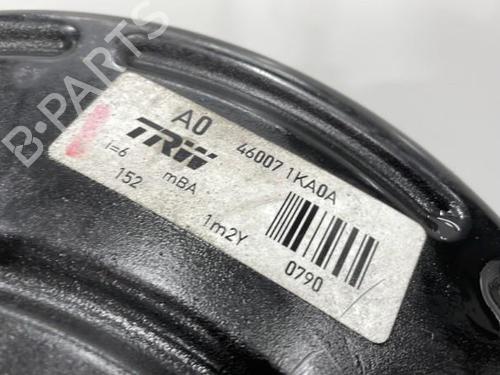 A0 46007 1KA0A
TRW
i=6 mBA
152 1m2Y 0790
B-PARTS